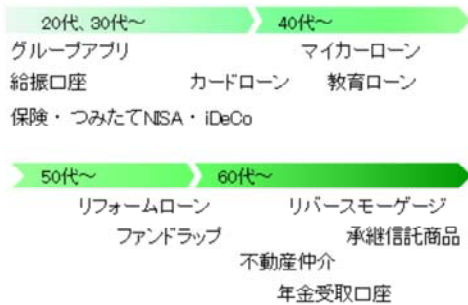 20代、30代～ 40代～
グループアプリ マイカーローン
給振口座 カードローン 教育ローン
保険・つみたてNISA・iDeCo
50代～ 60代～
リフォームローン リバースモーゲージ
ファンドラップ 承継信託商品
不動産仲介
年金受取口座